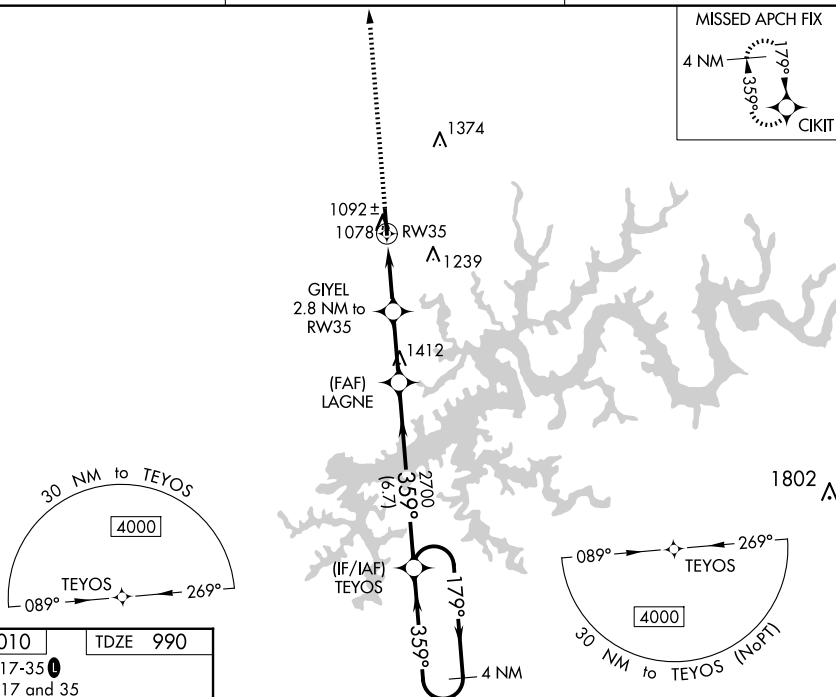 MISSED APCH FIX
4 NM
179°
359°
CIKIT
1374
1092 ±
1078
RW35
1239
GIYEL
2.8 NM to
RW35
1412
(FAF)
LAGNE
2700
359°
(6.7)
1802
30 NM to TEYOS
4000
TEYOS
089°
269°
(IF/IAF)
TEYOS
179°
359°
4 NM
089°
269°
TEYOS
4000
30 NM to TEYOS (NoPT)
010
TDZE 990
17-35 L
17 and 35